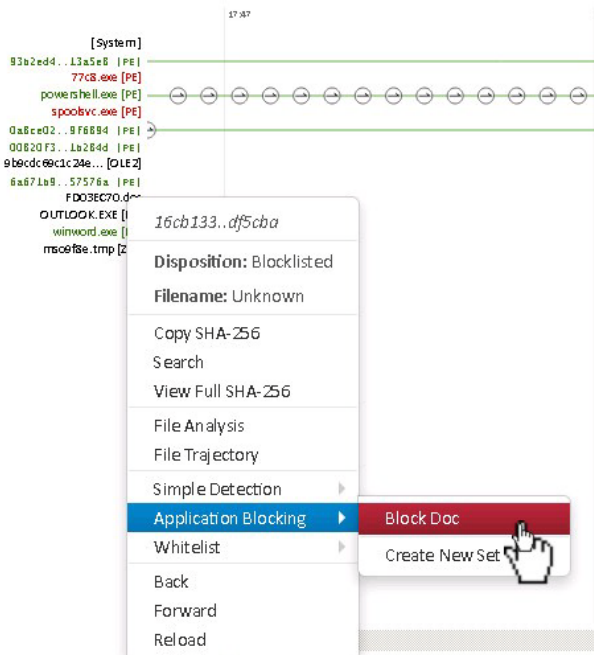 17:47
[System]
93b2ed4..13a5e8 [PE]
77c8.exe [PE]
powershell.exe [PE]
spoolsvc.exe [PE]
0a8ce02..9f6894 [PE]
00820f3..1b284d [PE]
9b9cdc69c1c24e... [OLE2]
6a671b9..57576a [PE]
FD03EC70.doc
OUTLOOK.EXE [
winword.exe [
mso9f8e.tmp [Z
16cb133..df5cba
Disposition: Blocklisted
Filename: Unknown
Copy SHA-256
Search
View Full SHA-256
File Analysis
File Trajectory
Simple Detection
Application Blocking
Block Doc
Whitelist
Create New Set
Back
Forward
Reload